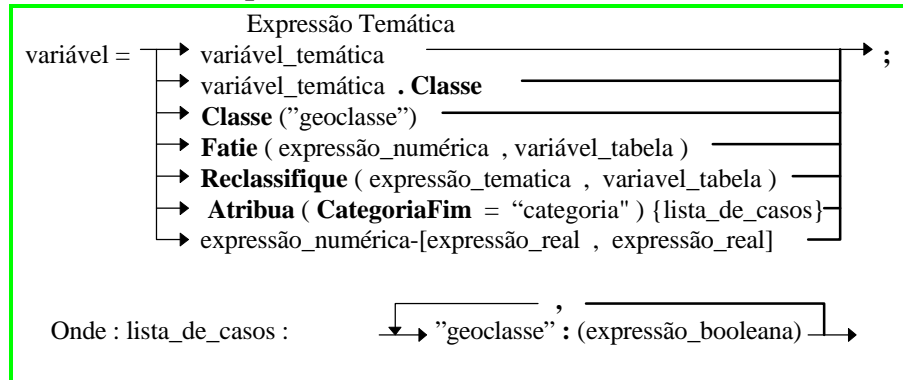 Expressão Temática
variável = variável_temática ;
variável_temática . Classe
Classe (”geoclasse”)
Fatie ( expressão_numérica , variável_tabela )
Reclassifique ( expressão_tematica , variavel_tabela )
Atribua ( CategoriaFim = “categoria" ) {lista_de_casos}
expressão_numérica-[expressão_real , expressão_real]
,
Onde : lista_de_casos : ”geoclasse” : (expressão_booleana)